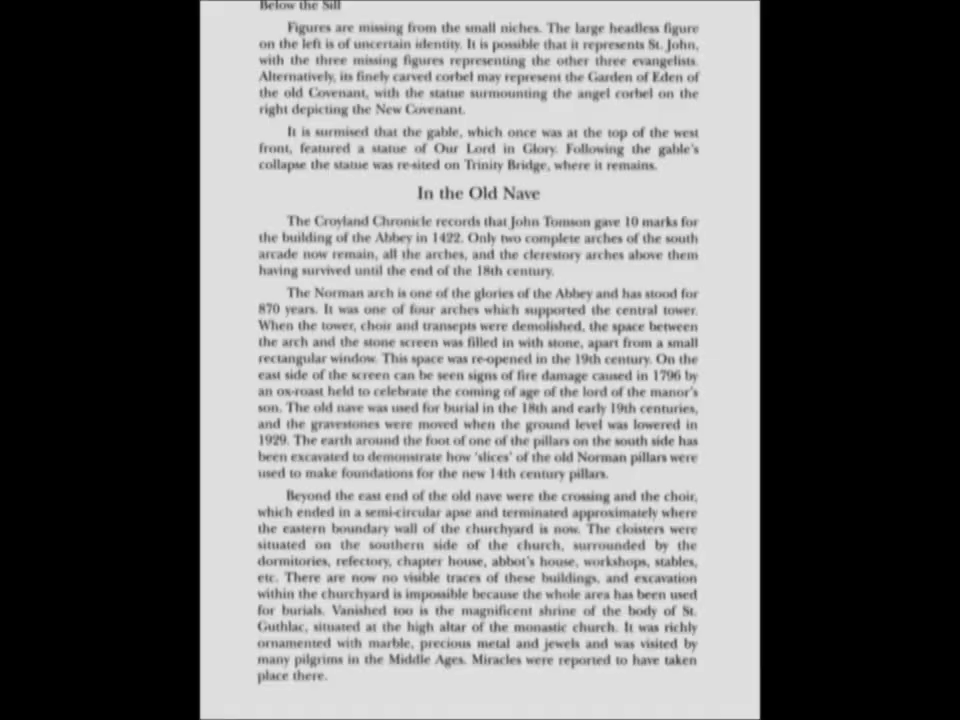 Below the Sill
Figures are missing from the small niches. The large headless figure
on the left is of uncertain identity. It is possible that it represents St. John,
with the three missing figures representing the other three evangelists.
Alternatively, its finely carved corbel may represent the Garden of Eden of
the old Covenant, with the statue surmounting the angel corbel on the
right depicting the New Covenant.
It is surmised that the gable, which once was at the top of the west
front, featured a statue of Our Lord in Glory. Following the gable's
collapse the statue was re-sited on Trinity Bridge, where it remains.
In the Old Nave
The Croyland Chronicle records that John Tomson gave 10 marks for
the building of the Abbey in 1422. Only two complete arches of the south
arcade now remain, all the arches, and the clerestory arches above them
having survived until the end of the 18th century.
The Norman arch is one of the glories of the Abbey and has stood for
870 years. It was one of four arches which supported the central tower.
When the tower, choir and transepts were demolished, the space between
the arch and the stone screen was filled in with stone, apart from a small
rectangular window. This space was re-opened in the 19th century. On the
east side of the screen can be seen signs of fire damage caused in 1796 by
an ox-roast held to celebrate the coming of age of the lord of the manor's
son. The old nave was used for burial in the 18th and early 19th centuries,
and the gravestones were moved when the ground level was lowered in
1929. The earth around the foot of one of the pillars on the south side has
been excavated to demonstrate how 'slices' of the old Norman pillars were
used to make foundations for the new 14th century pillars.
Beyond the east end of the old nave were the crossing and the choir,
which ended in a semi-circular apse and terminated approximately where
the eastern boundary wall of the churchyard is now. The cloisters were
situated on the southern side of the church, surrounded by the
dormitories, refectory, chapter house, abbot's house, workshops, stables,
etc. There are now no visible traces of these buildings, and excavation
within the churchyard is impossible because the whole area has been used
for burials. Vanished too is the magnificent shrine of the body of St.
Guthlac, situated at the high altar of the monastic church. It was richly
ornamented with marble, precious metal and jewels and was visited by
many pilgrims in the Middle Ages. Miracles were reported to have taken
place there.